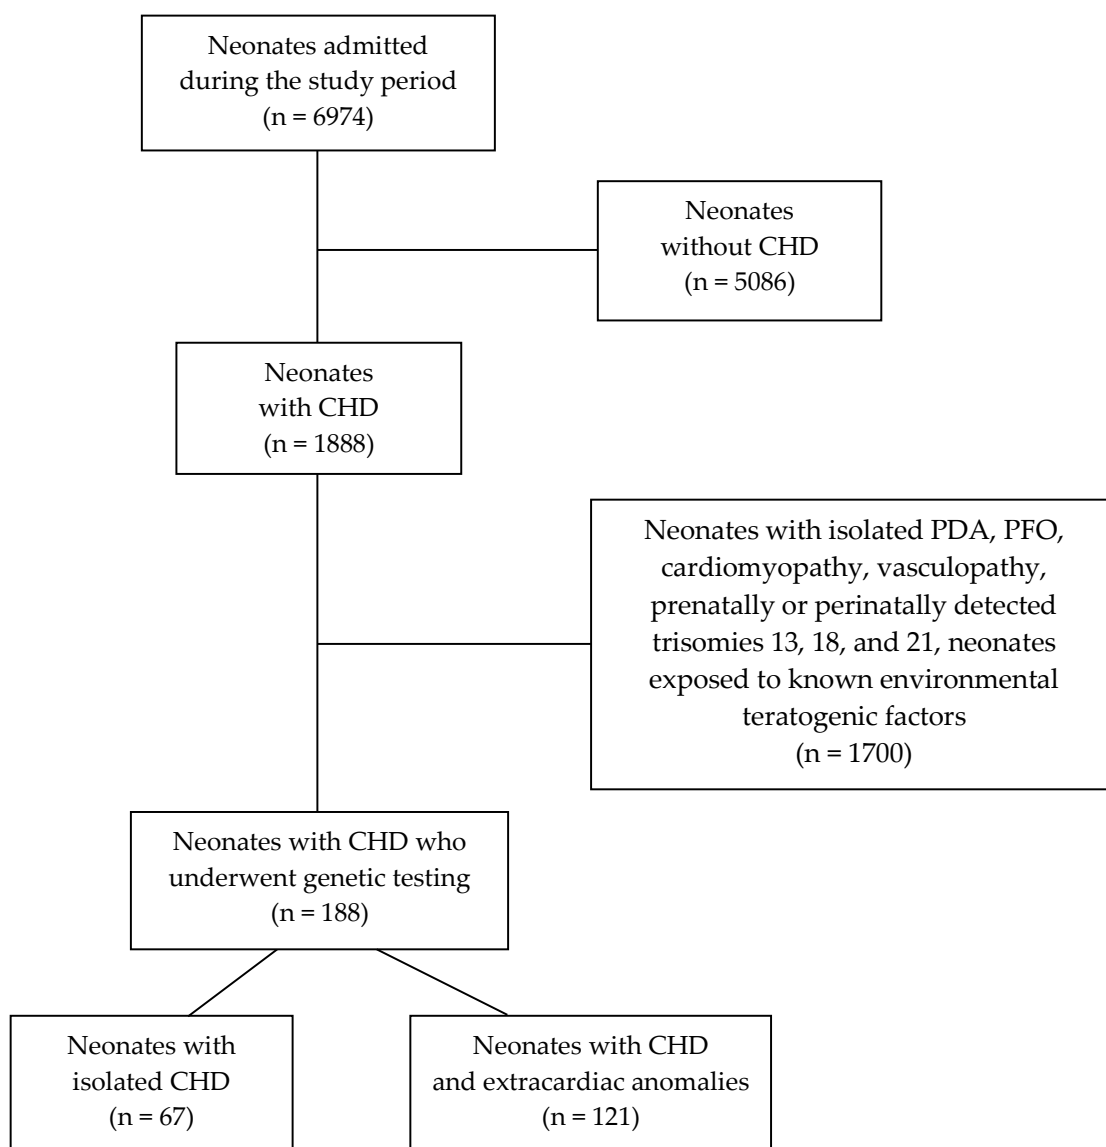 Neonates admitted
during the study period
(n = 6974)
Neonates
without CHD
(n = 5086)
Neonates
with CHD
(n = 1888)
Neonates with isolated PDA, PFO,
cardiomyopathy, vasculopathy,
prenatally or perinatally detected
trisomies 13, 18, and 21, neonates
exposed to known environmental
teratogenic factors
(n = 1700)
Neonates with CHD who
underwent genetic testing
(n = 188)
Neonates with
isolated CHD
(n = 67)
Neonates with CHD
and extracardiac anomalies
(n = 121)